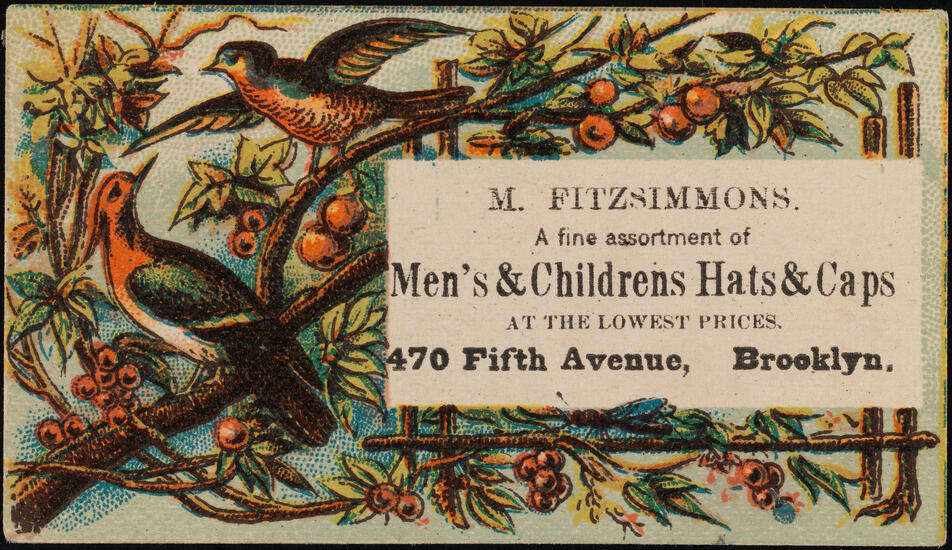 M. FITZSIMMONS.
A fine assortment of
Men's & Childrens Hats & Caps
AT THE LOWEST PRICES.
470 Fifth Avenue, Brooklyn.